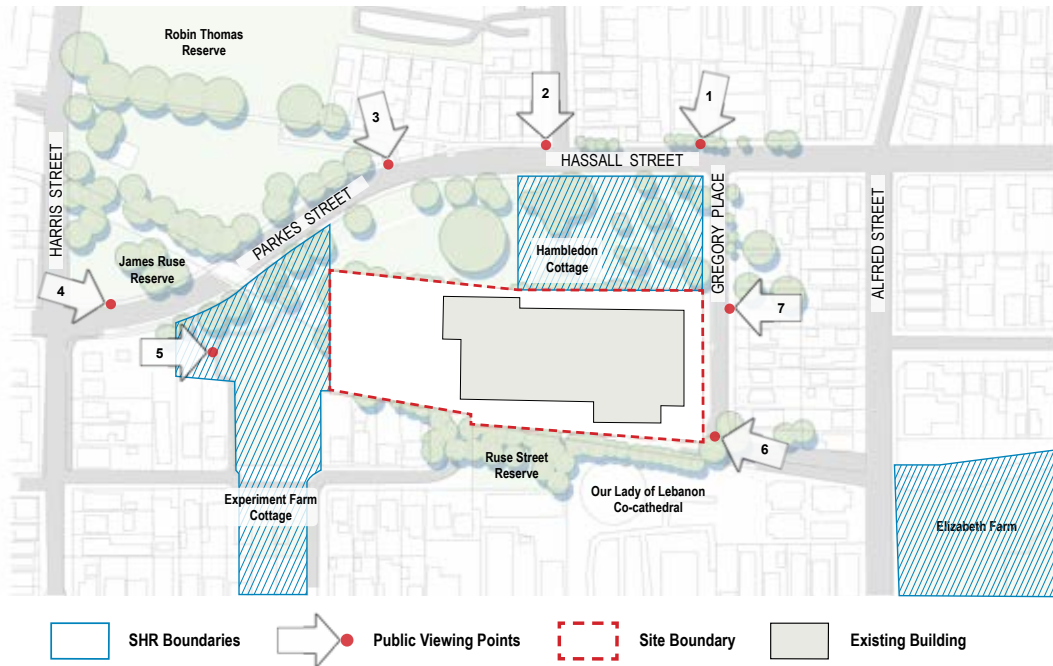 Robin Thomas
Reserve
1
2
3
HASSALL STREET
HARRIS STREET
PARKES STREET
GREGORY PLACE
ALFRED STREET
Hambledon
Cottage
James Ruse
Reserve
4
7
5
6
Ruse Street
Reserve
Our Lady of Lebanon
Co-cathedral
Experiment Farm
Cottage
Elizabeth Farm
SHR Boundaries
Public Viewing Points
Site Boundary
Existing Building